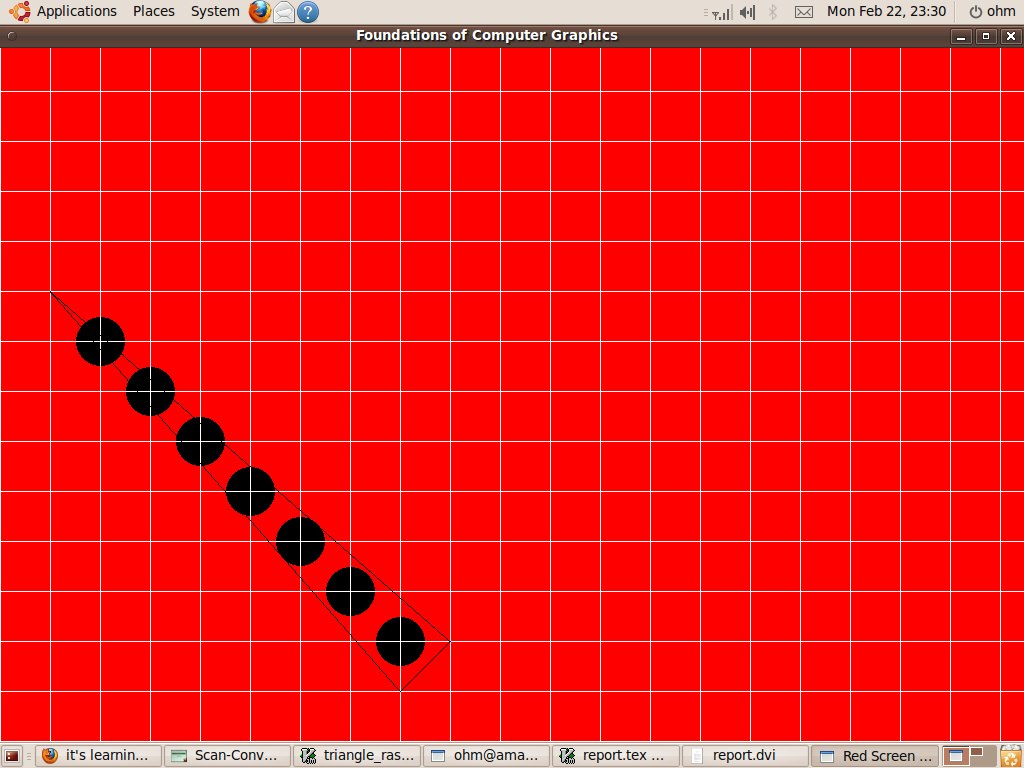 Applications Places System Mon Feb 22, 23:30 ohm
Foundations of Computer Graphics
it's learnin... Scan-Conv... triangle_ras... ohm@ama... report.tex ... report.dvi Red Screen ...